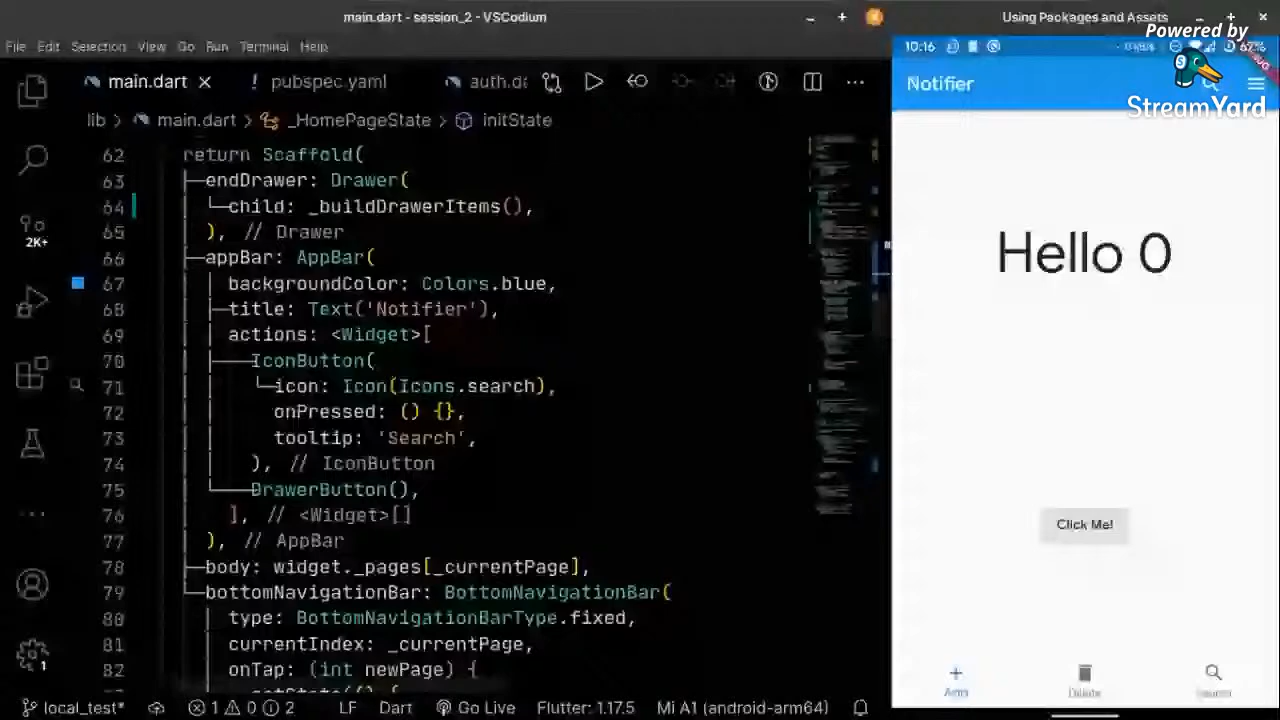 main.dart - session_2 - VSCodium
File Edit Selection View Go Run Terminal Help
main.dart
pubspec.yaml
lib > main.dart > _HomePageState >
62 return Scaffold(
63 endDrawer: Drawer(
64 child: _buildDrawerItems(),
65 ), // Drawer
66 appBar: AppBar(
67 backgroundColor: Colors.blue,
68 title: Text('Notifier'),
69 actions: <Widget>[
70 IconButton(
71 icon: Icon(Icons.search),
72 onPressed: () {},
73 tooltip: 'Search',
74 ), // IconButton
75 DrawerButton(),
76 ], // <Widget>[]
77 ), // AppBar
78 body: widget._pages[_currentPage],
79 bottomNavigationBar: BottomNavigationBar(
80 type: BottomNavigationBarType.fixed,
81 currentIndex: _currentPage,
82 onTap: (int newPage) {
2K+
1
local_test* 1 2 LF Flutter: 1.17.5 Mi A1 (android-arm64)
Using Packages and Assets
Powered by
StreamYard
10:16
67%
Notifier
Hello 0
Click Me!